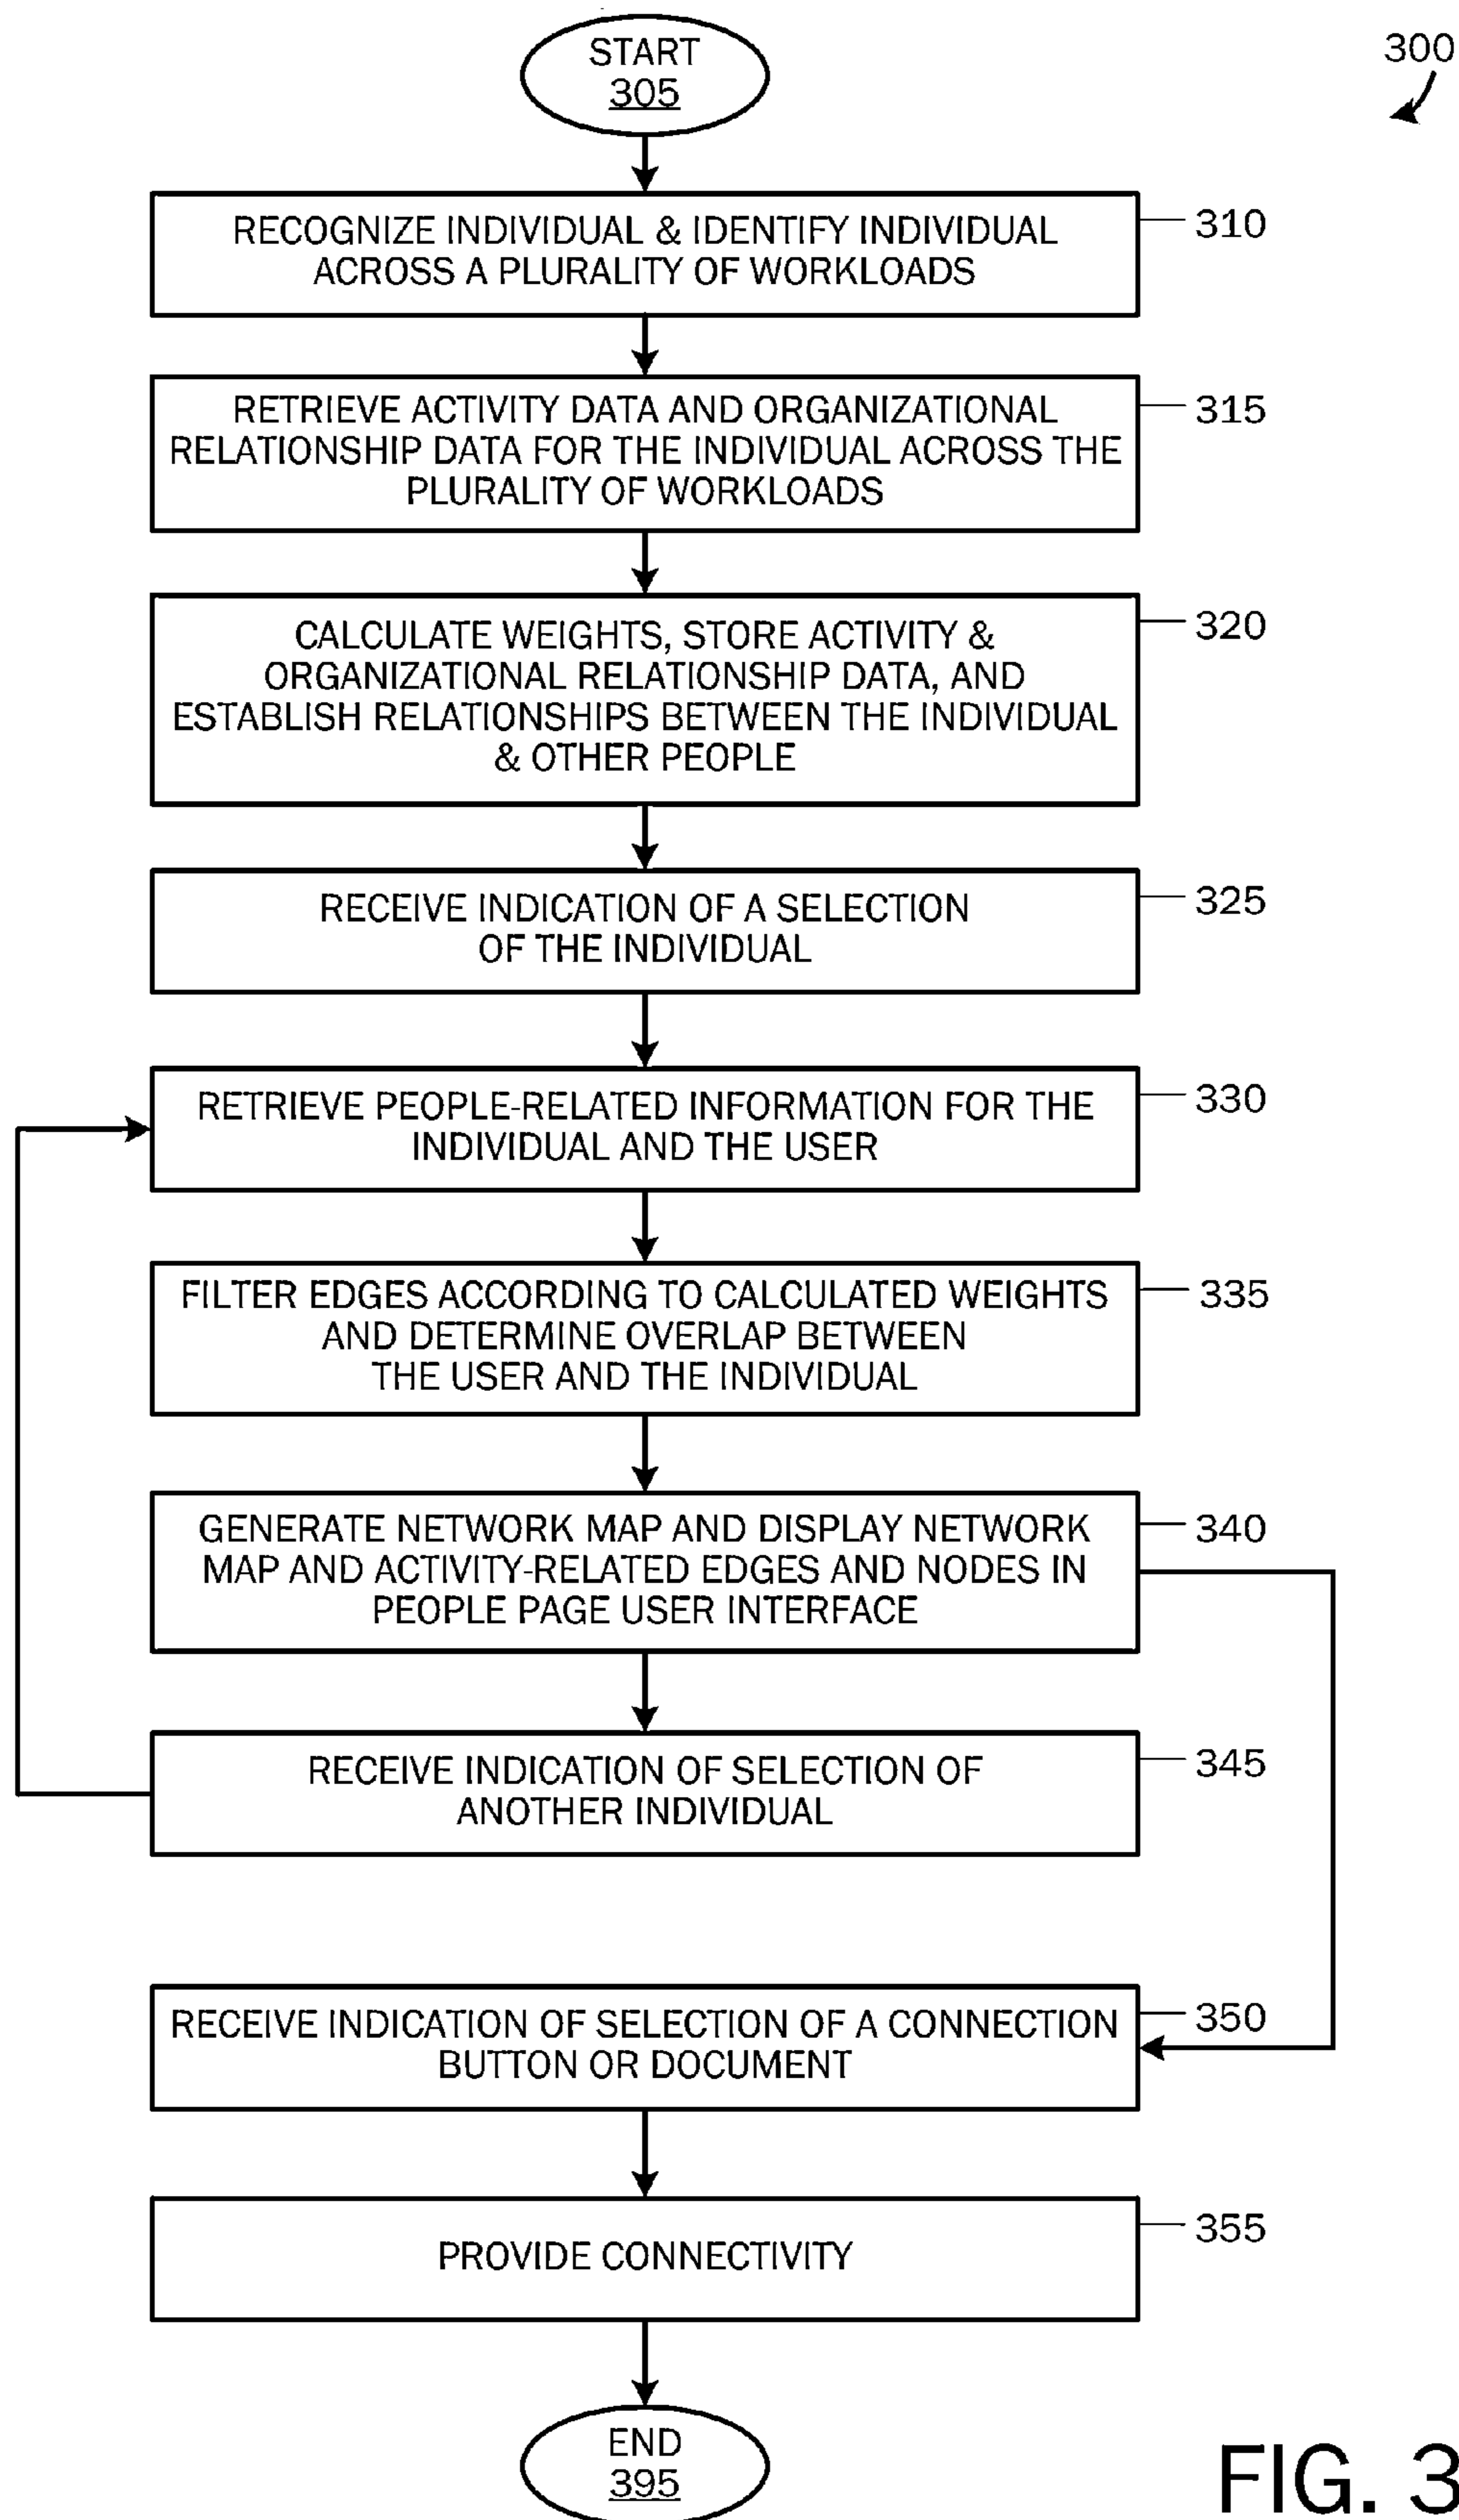 START
305
300
RECOGNIZE INDIVIDUAL & IDENTIFY INDIVIDUAL
ACROSS A PLURALITY OF WORKLOADS
310
RETRIEVE ACTIVITY DATA AND ORGANIZATIONAL
RELATIONSHIP DATA FOR THE INDIVIDUAL ACROSS THE
PLURALITY OF WORKLOADS
315
CALCULATE WEIGHTS, STORE ACTIVITY &
ORGANIZATIONAL RELATIONSHIP DATA, AND
ESTABLISH RELATIONSHIPS BETWEEN THE INDIVIDUAL
& OTHER PEOPLE
320
RECEIVE INDICATION OF A SELECTION
OF THE INDIVIDUAL
325
RETRIEVE PEOPLE-RELATED INFORMATION FOR THE
INDIVIDUAL AND THE USER
330
FILTER EDGES ACCORDING TO CALCULATED WEIGHTS
AND DETERMINE OVERLAP BETWEEN
THE USER AND THE INDIVIDUAL
335
GENERATE NETWORK MAP AND DISPLAY NETWORK
MAP AND ACTIVITY-RELATED EDGES AND NODES IN
PEOPLE PAGE USER INTERFACE
340
RECEIVE INDICATION OF SELECTION OF
ANOTHER INDIVIDUAL
345
RECEIVE INDICATION OF SELECTION OF A CONNECTION
BUTTON OR DOCUMENT
350
PROVIDE CONNECTIVITY
355
END
395
FIG. 3